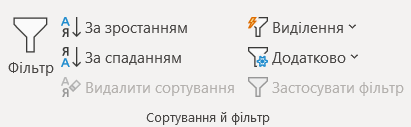 Фільтр
За зростанням
За спаданням
Видалити сортування
Виділення
Додатково
Застосувати фільтр
Сортування й фільтр